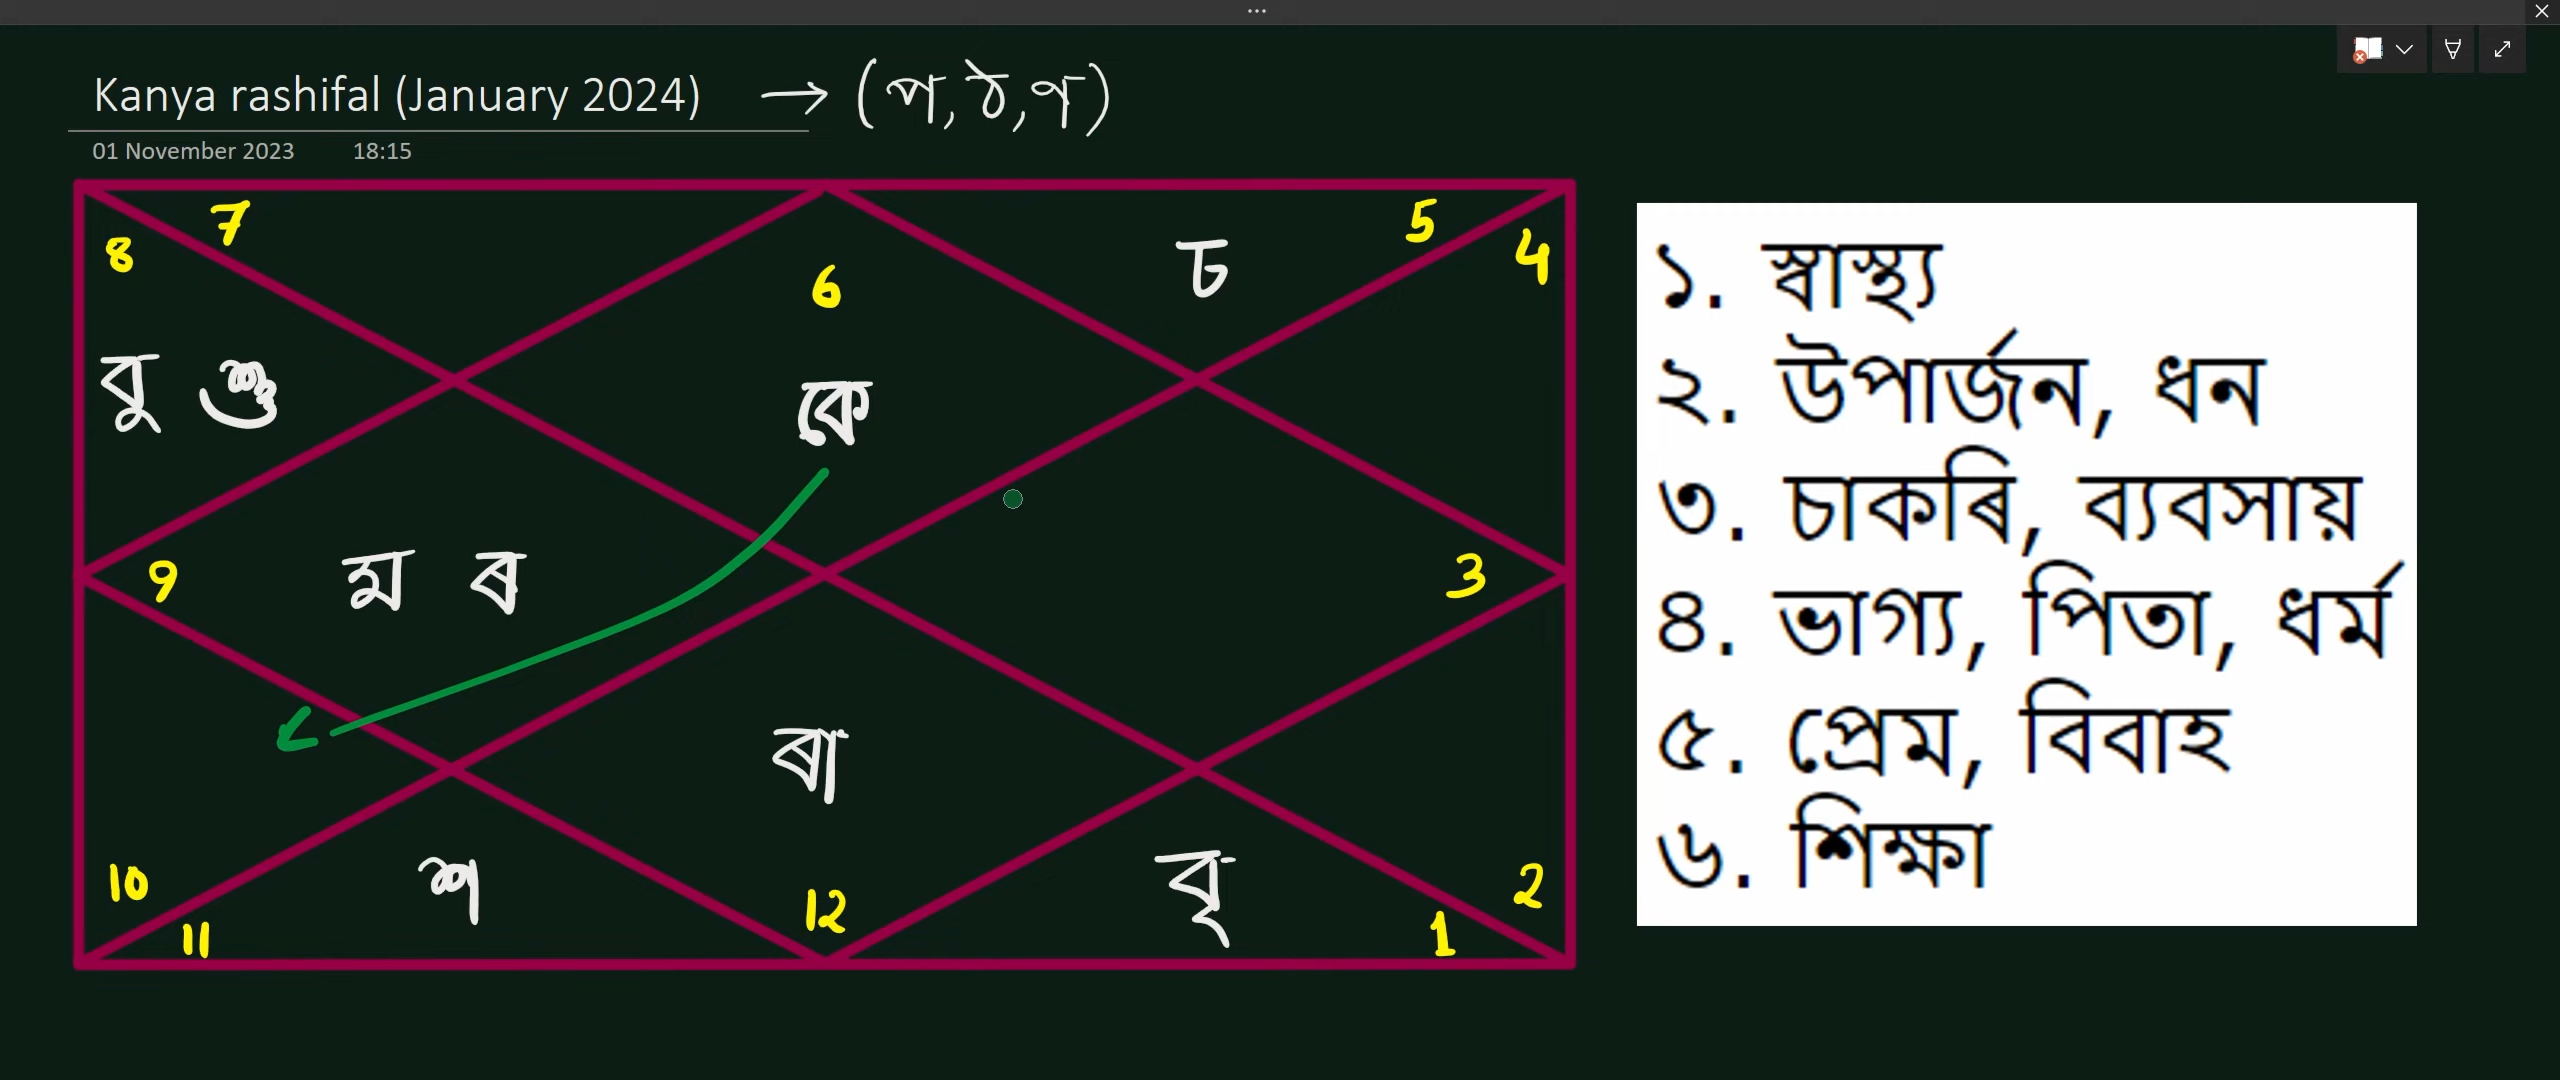 Kanya rashifal (January 2024) → (প, ঠ, ণ)
01 November 2023 18:15
7
5
8
4
6
চ
বু শু
কে
9
ম ৰ
3
ৰা
10
শ
12
বৃ
2
11
1
১. স্বাস্থ্য
২. উপাৰ্জন, ধন
৩. চাকৰি, ব্যবসায়
৪. ভাগ্য, পিতা, ধৰ্ম
৫. প্ৰেম, বিবাহ
৬. শিক্ষা